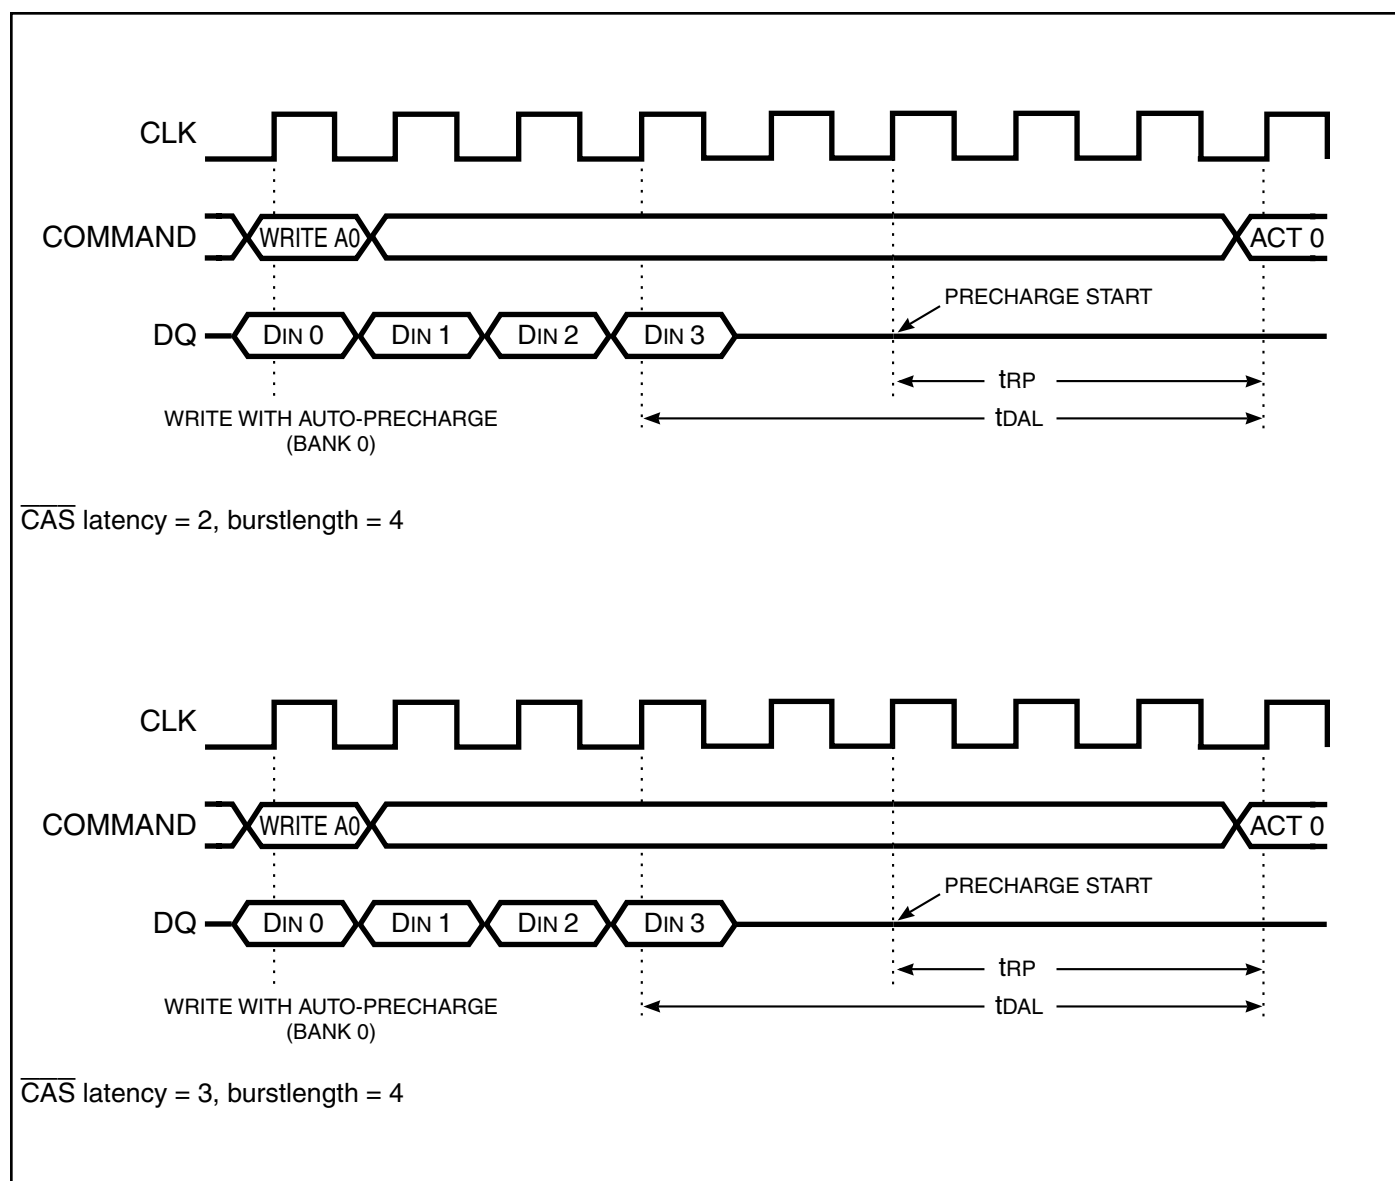 CLK
COMMAND WRITE A0 ACT 0
PRECHARGE START
DQ DIN 0 DIN 1 DIN 2 DIN 3
tRP
WRITE WITH AUTO-PRECHARGE tDAL
(BANK 0)
CAS latency = 2, burstlength = 4
CLK
COMMAND WRITE A0 ACT 0
PRECHARGE START
DQ DIN 0 DIN 1 DIN 2 DIN 3
tRP
WRITE WITH AUTO-PRECHARGE tDAL
(BANK 0)
CAS latency = 3, burstlength = 4